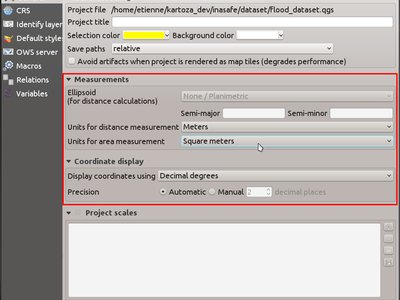 CRS
Identify layer
Default style
OWS server
Macros
Relations
Variables
Project file /home/etienne/kartoza_dev/inasafe/dataset/flood_dataset.qgs
Project title
Selection color Background color
Save paths relative
Avoid artifacts when project is rendered as map tiles (degrades performance)
Measurements
Ellipsoid
(for distance calculations) None / Planimetric
Semi-major Semi-minor
Units for distance measurement Meters
Units for area measurement Square meters
Coordinate display
Display coordinates using Decimal degrees
Precision Automatic Manual 2 decimal places
Project scales